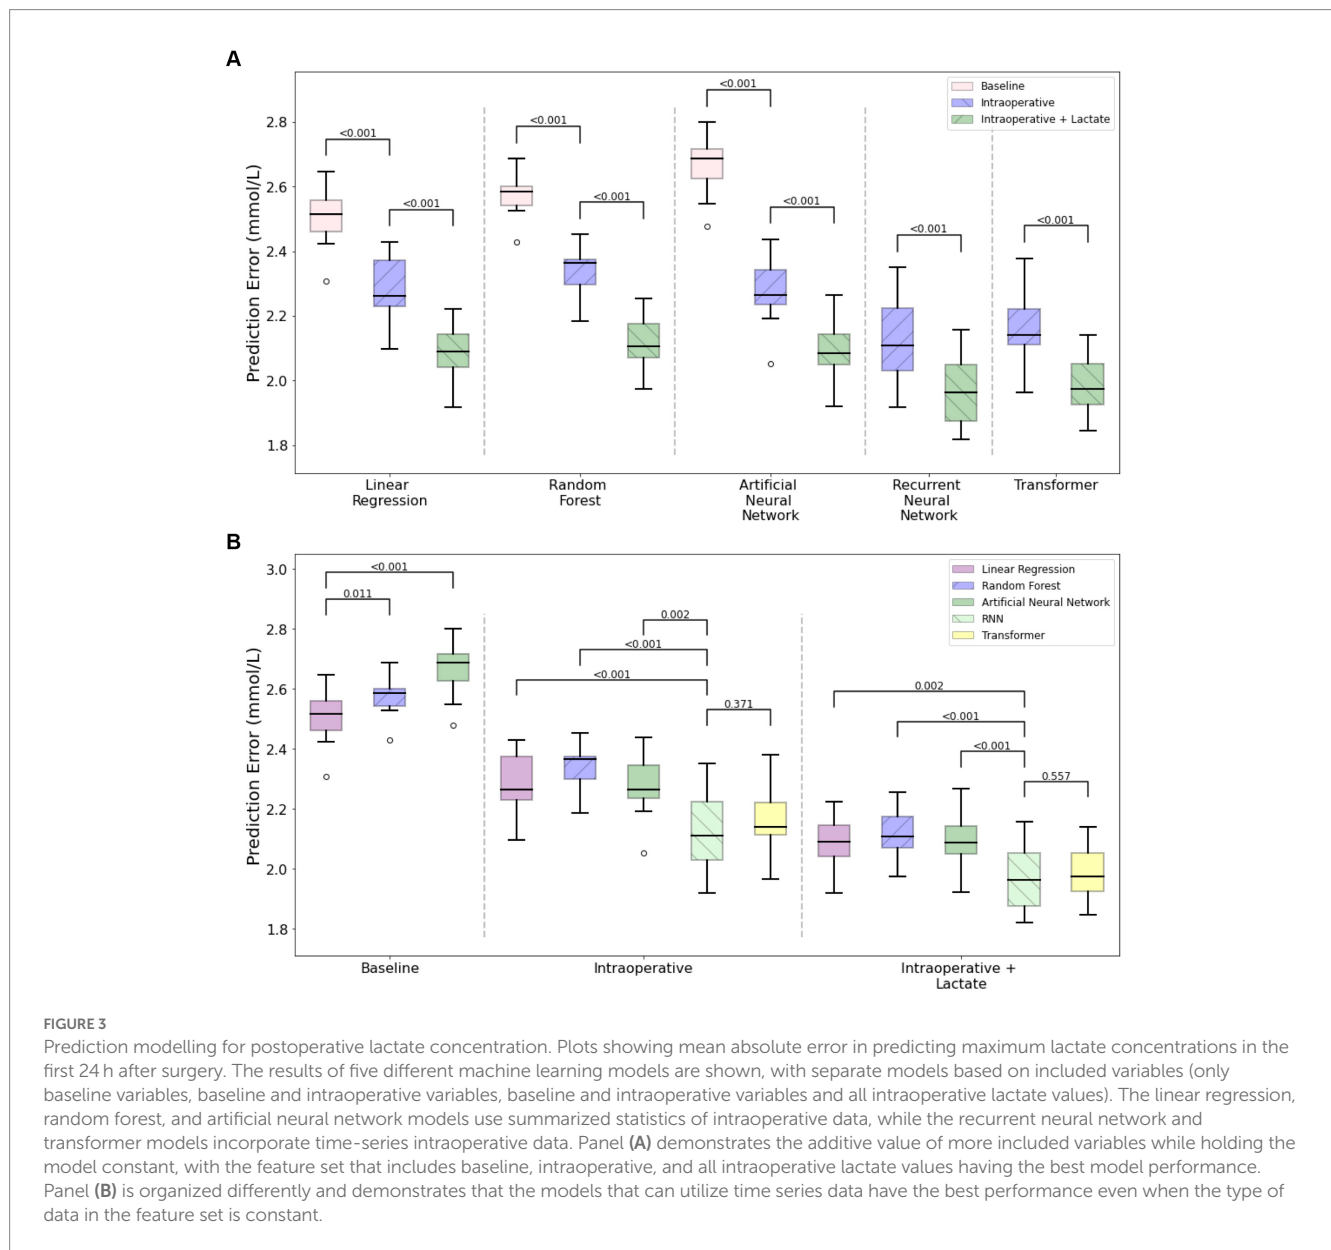 A
Prediction Error (mmol/L)
2.8
2.6
2.4
2.2
2.0
1.8
<0.001
<0.001
<0.001
<0.001
<0.001
<0.001
<0.001
<0.001
Baseline
Intraoperative
Intraoperative + Lactate
Linear
Regression
Random
Forest
Artificial
Neural
Network
Recurrent
Neural
Network
Transformer
B
Prediction Error (mmol/L)
3.0
2.8
2.6
2.4
2.2
2.0
1.8
<0.001
0.011
0.002
<0.001
<0.001
0.371
0.002
<0.001
<0.001
0.557
Linear Regression
Random Forest
Artificial Neural Network
RNN
Transformer
Baseline
Intraoperative
Intraoperative +
Lactate
FIGURE 3
Prediction modelling for postoperative lactate concentration. Plots showing mean absolute error in predicting maximum lactate concentrations in the
first 24 h after surgery. The results of five different machine learning models are shown, with separate models based on included variables (only
baseline variables, baseline and intraoperative variables, baseline and intraoperative variables and all intraoperative lactate values). The linear regression,
random forest, and artificial neural network models use summarized statistics of intraoperative data, while the recurrent neural network and
transformer models incorporate time-series intraoperative data. Panel (A) demonstrates the additive value of more included variables while holding the
model constant, with the feature set that includes baseline, intraoperative, and all intraoperative lactate values having the best model performance.
Panel (B) is organized differently and demonstrates that the models that can utilize time series data have the best performance even when the type of
data in the feature set is constant.